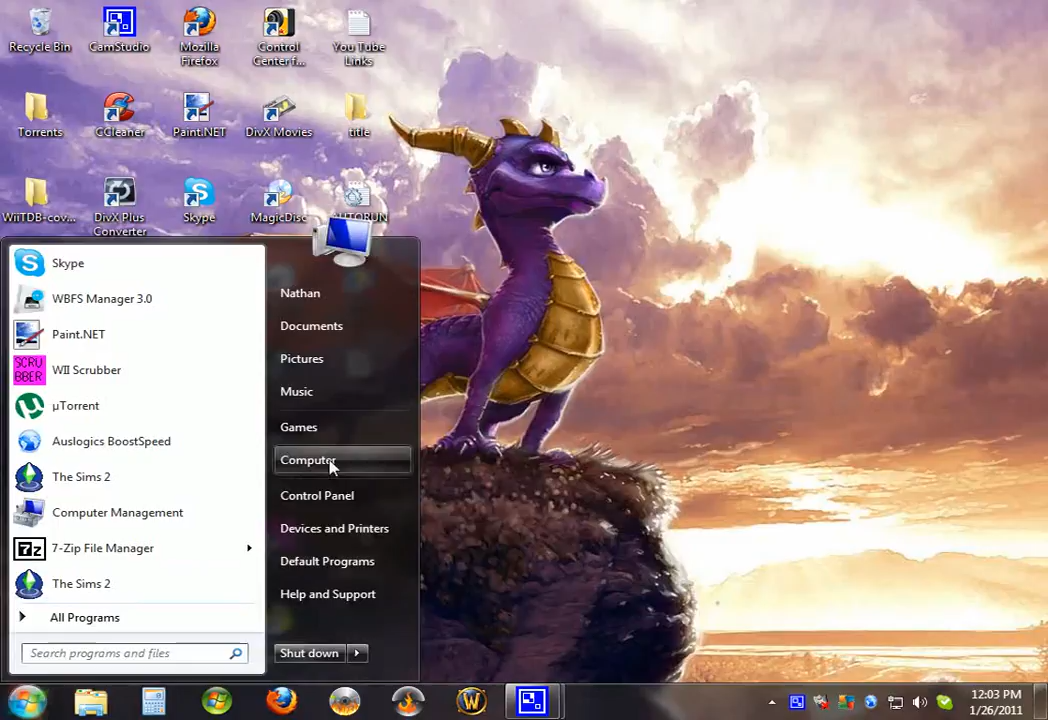 Recycle Bin
CamStudio
Mozilla
Firefox
Control
Center f...
You Tube
Links
Torrents
CCleaner
Paint.NET
DivX Movies
title
WiiTDB-cov...
DivX Plus
Converter
Skype
MagicDisc
AUTORUN
Skype
WBFS Manager 3.0
Paint.NET
SCRU
BBER
WII Scrubber
µTorrent
Auslogics BoostSpeed
The Sims 2
Computer Management
7z
7-Zip File Manager
The Sims 2
All Programs
Search programs and files
Nathan
Documents
Pictures
Music
Games
Computer
Control Panel
Devices and Printers
Default Programs
Help and Support
Shut down
12:03 PM
1/26/2011